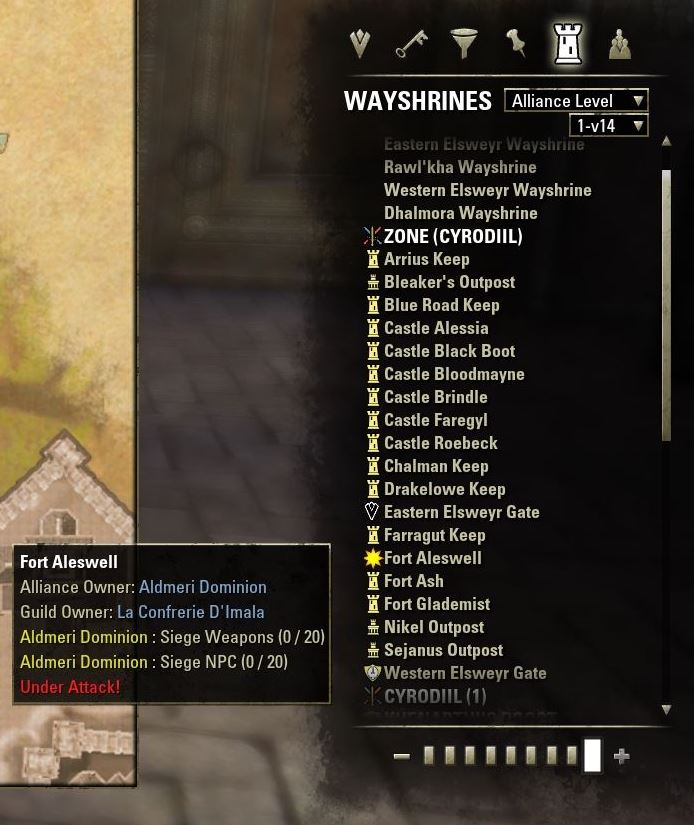 WAYSHRINES
Alliance Level
1-v14
Eastern Elsweyr Wayshrine
Rawl'kha Wayshrine
Western Elsweyr Wayshrine
Dhalmora Wayshrine
ZONE (CYRODIIL)
Arrius Keep
Bleaker's Outpost
Blue Road Keep
Castle Alessia
Castle Black Boot
Castle Bloodmayne
Castle Brindle
Castle Faregyl
Castle Roebeck
Chalman Keep
Drakelowe Keep
Eastern Elsweyr Gate
Farragut Keep
Fort Aleswell
Fort Ash
Fort Glademist
Nikel Outpost
Sejanus Outpost
Western Elsweyr Gate
CYRODIIL (1)
Fort Aleswell
Alliance Owner: Aldmeri Dominion
Guild Owner: La Confrerie D'Imala
Aldmeri Dominion : Siege Weapons (0 / 20)
Aldmeri Dominion : Siege NPC (0 / 20)
Under Attack!